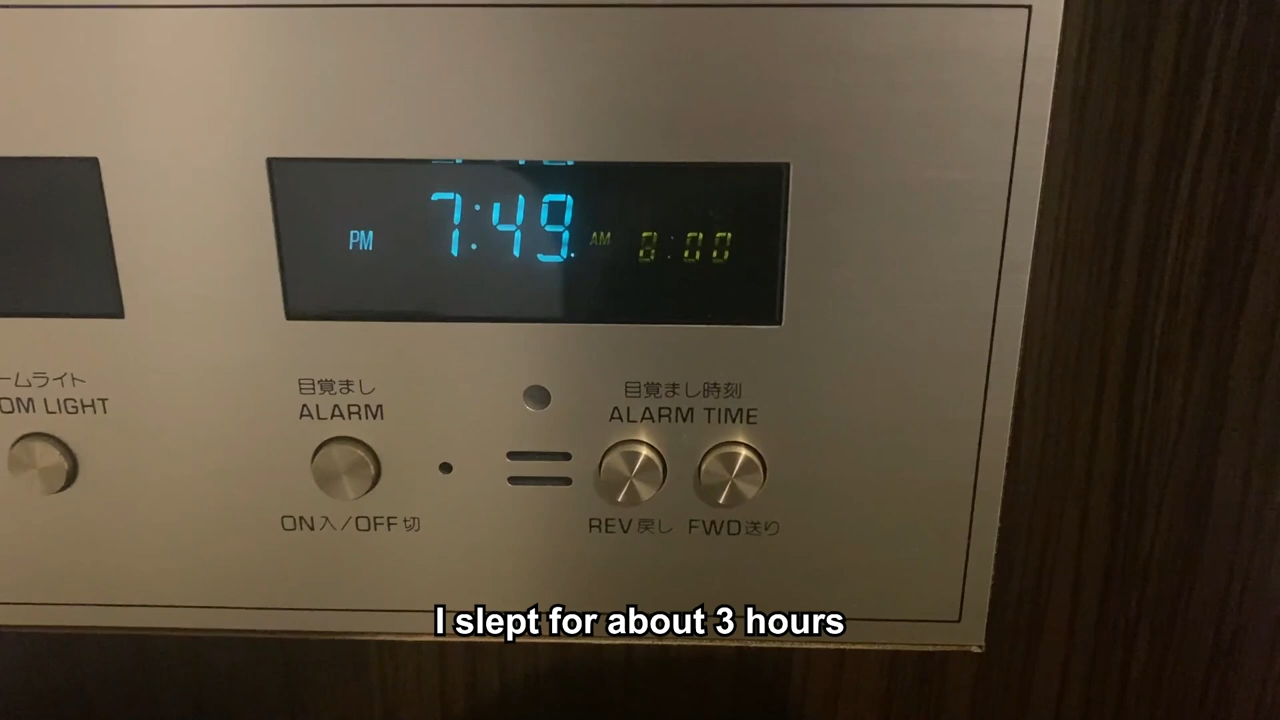 PM 7:49 AM 8:00
ームライト
OM LIGHT
目覚まし
ALARM
ON入/OFF切
目覚まし時刻
ALARM TIME
REV戻し FWD送り
I slept for about 3 hours